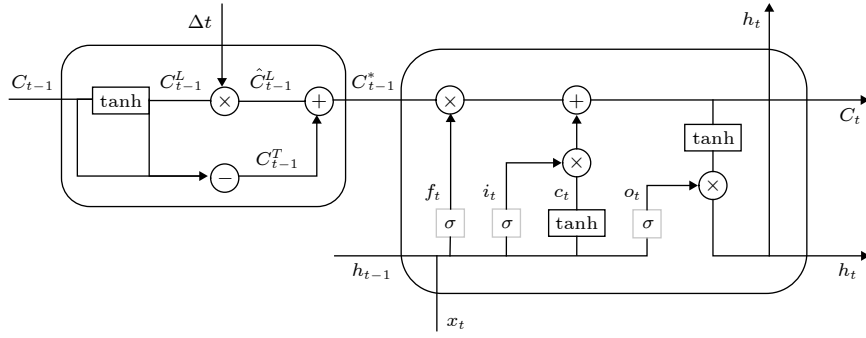 h_t
Δt
C_{t-1}
C^L_{t-1}
Ĉ^L_{t-1}
C^*_{t-1}
tanh
×
+
×
+
C_t
tanh
C^T_{t-1}
−
×
×
f_t
i_t
c_t
o_t
σ
σ
tanh
σ
h_{t-1}
h_t
x_t